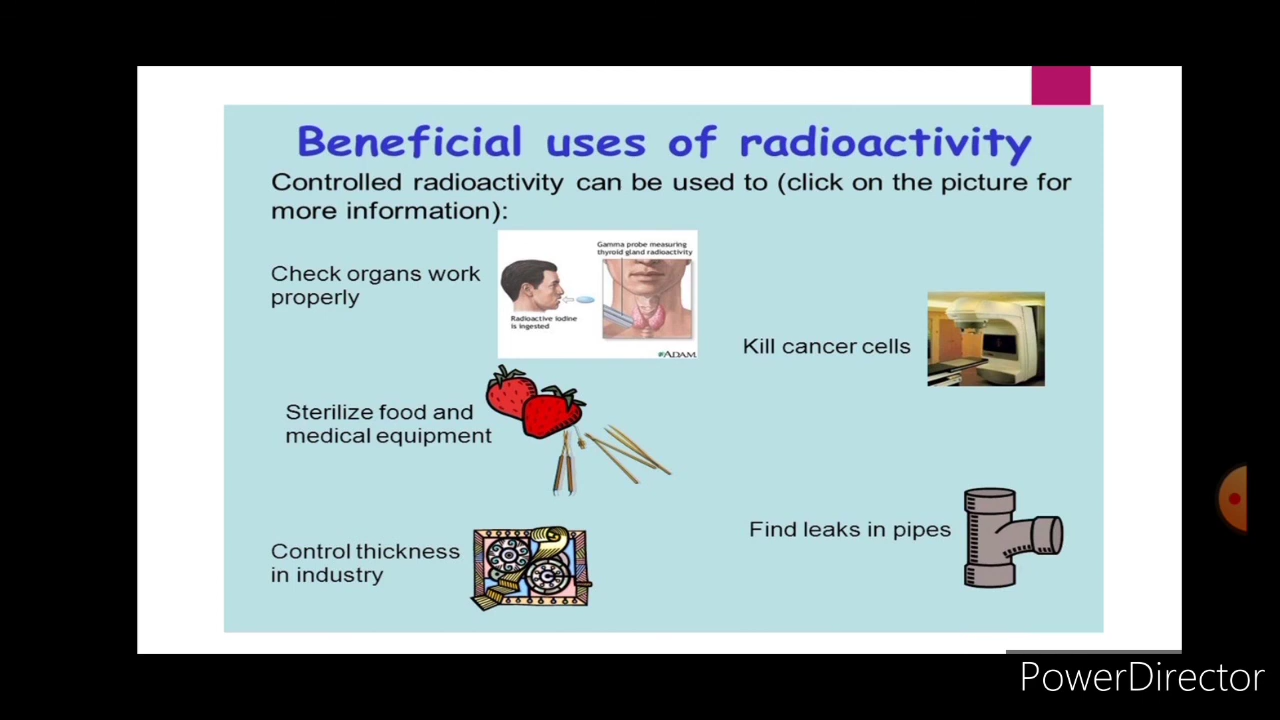 Beneficial uses of radioactivity
Controlled radioactivity can be used to (click on the picture for
more information):
Check organs work
properly
Gamma probe measuring
thyroid gland radioactivity
Radioactive iodine
is ingested
ADAM
Kill cancer cells
Sterilize food and
medical equipment
Control thickness
in industry
Find leaks in pipes
PowerDirector